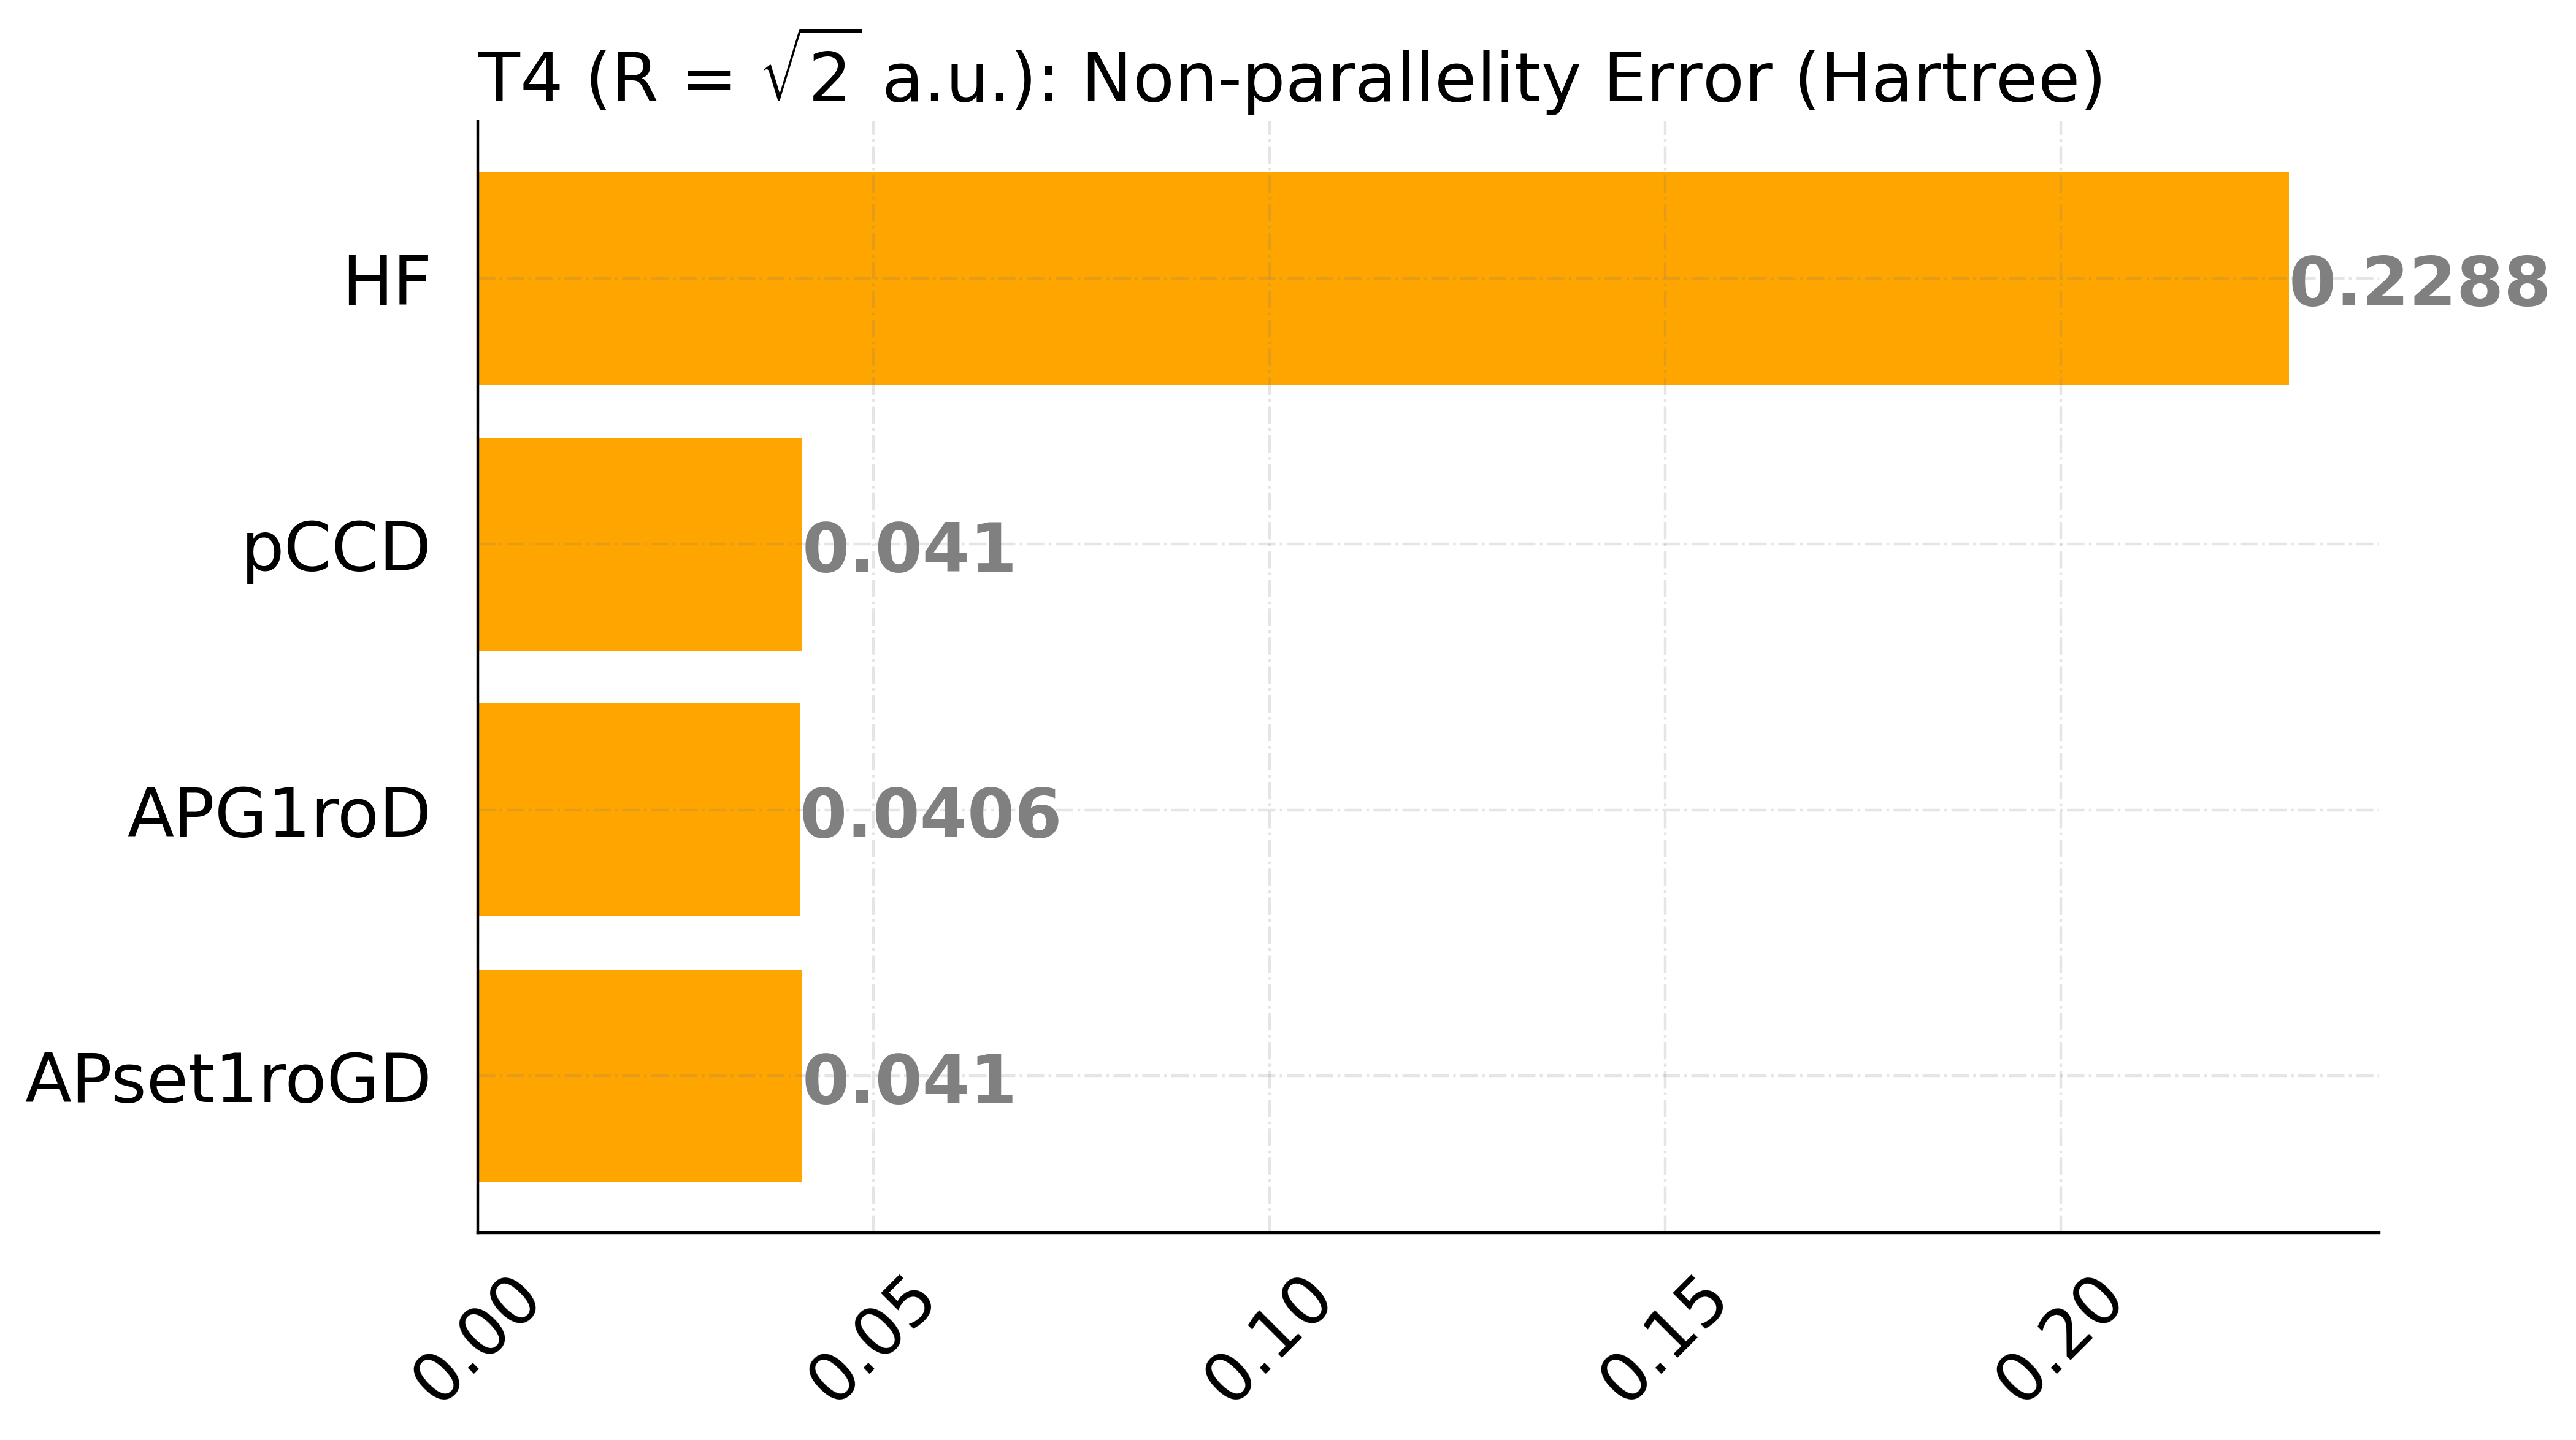 T4 (R = √2 a.u.): Non-parallelity Error (Hartree)
HF 0.2288
pCCD 0.041
APG1roD 0.0406
APset1roGD 0.041
0.00 0.05 0.10 0.15 0.20